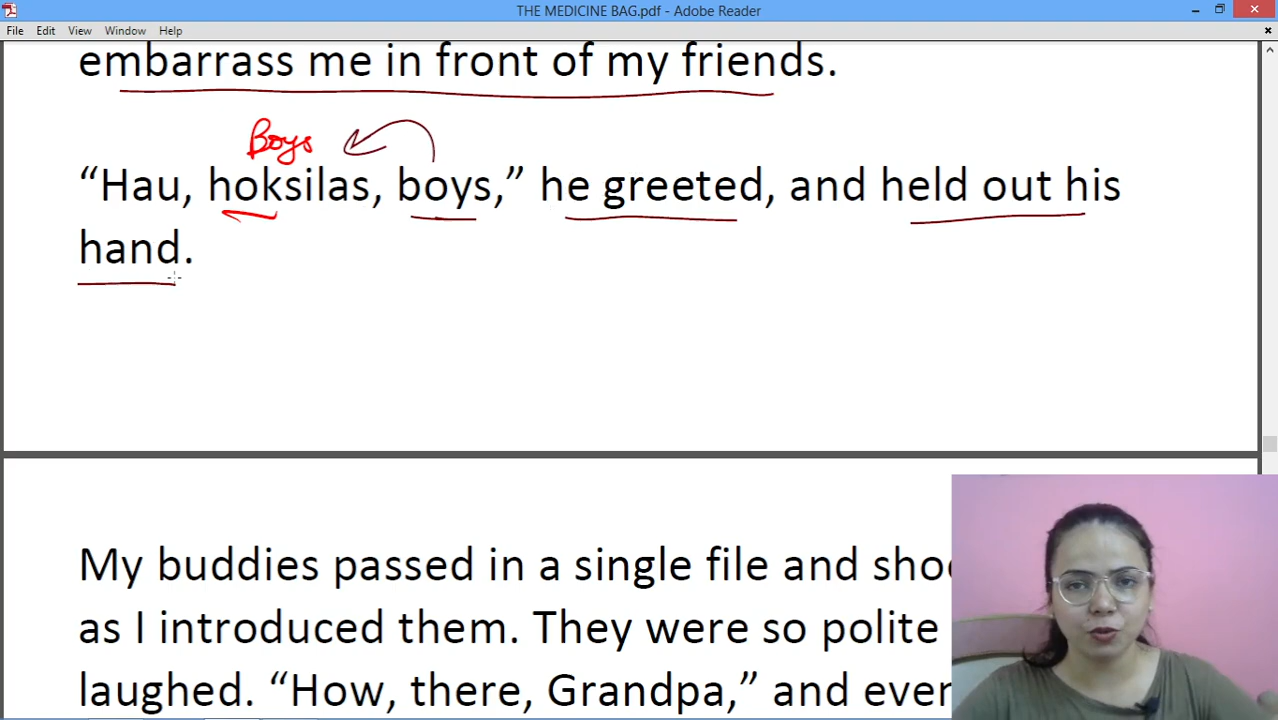 THE MEDICINE BAG.pdf - Adobe Reader
File Edit View Window Help
embarrass me in front of my friends.
Boys
“Hau, hoksilas, boys,” he greeted, and held out his
hand.
My buddies passed in a single file and
as I introduced them. They were so polite
laughed. “How, there, Grandpa,” and